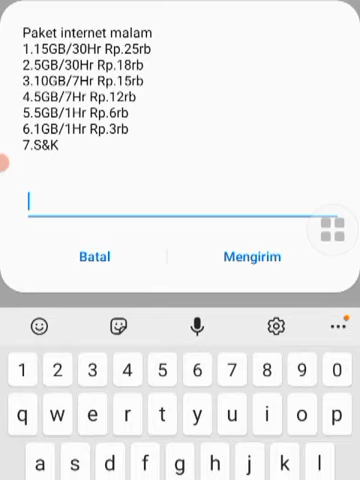 Paket internet malam
1.15GB/30Hr Rp.25rb
2.5GB/30Hr Rp.18rb
3.10GB/7Hr Rp.15rb
4.5GB/7Hr Rp.12rb
5.5GB/1Hr Rp.6rb
6.1GB/1Hr Rp.3rb
7.S&K
Batal Mengirim
1 2 3 4 5 6 7 8 9 0
q w e r t y u i o p
a s d f g h j k l